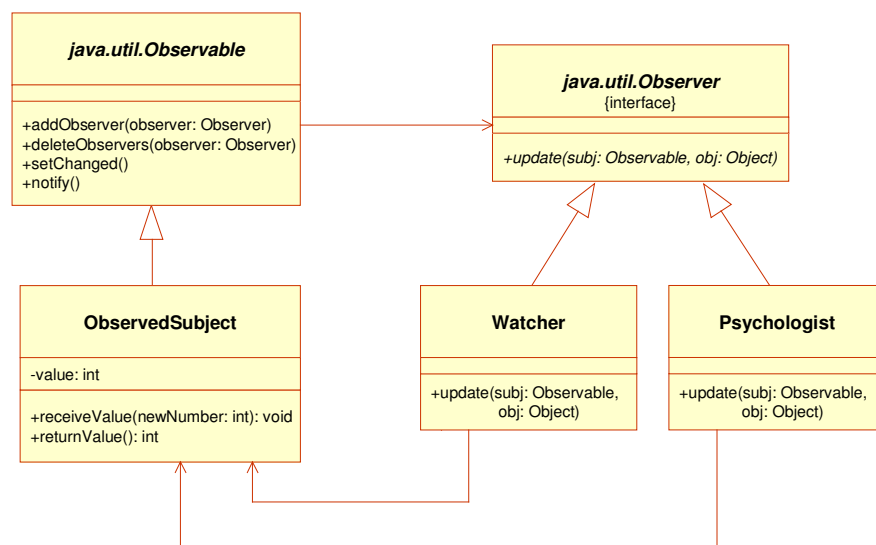 java.util.Observable
+addObserver(observer: Observer)
+deleteObservers(observer: Observer)
+setChanged()
+notify()
java.util.Observer
{interface}
+update(subj: Observable, obj: Object)
ObservedSubject
-value: int
+receiveValue(newNumber: int): void
+returnValue(): int
Watcher
+update(subj: Observable,
obj: Object)
Psychologist
+update(subj: Observable,
obj: Object)